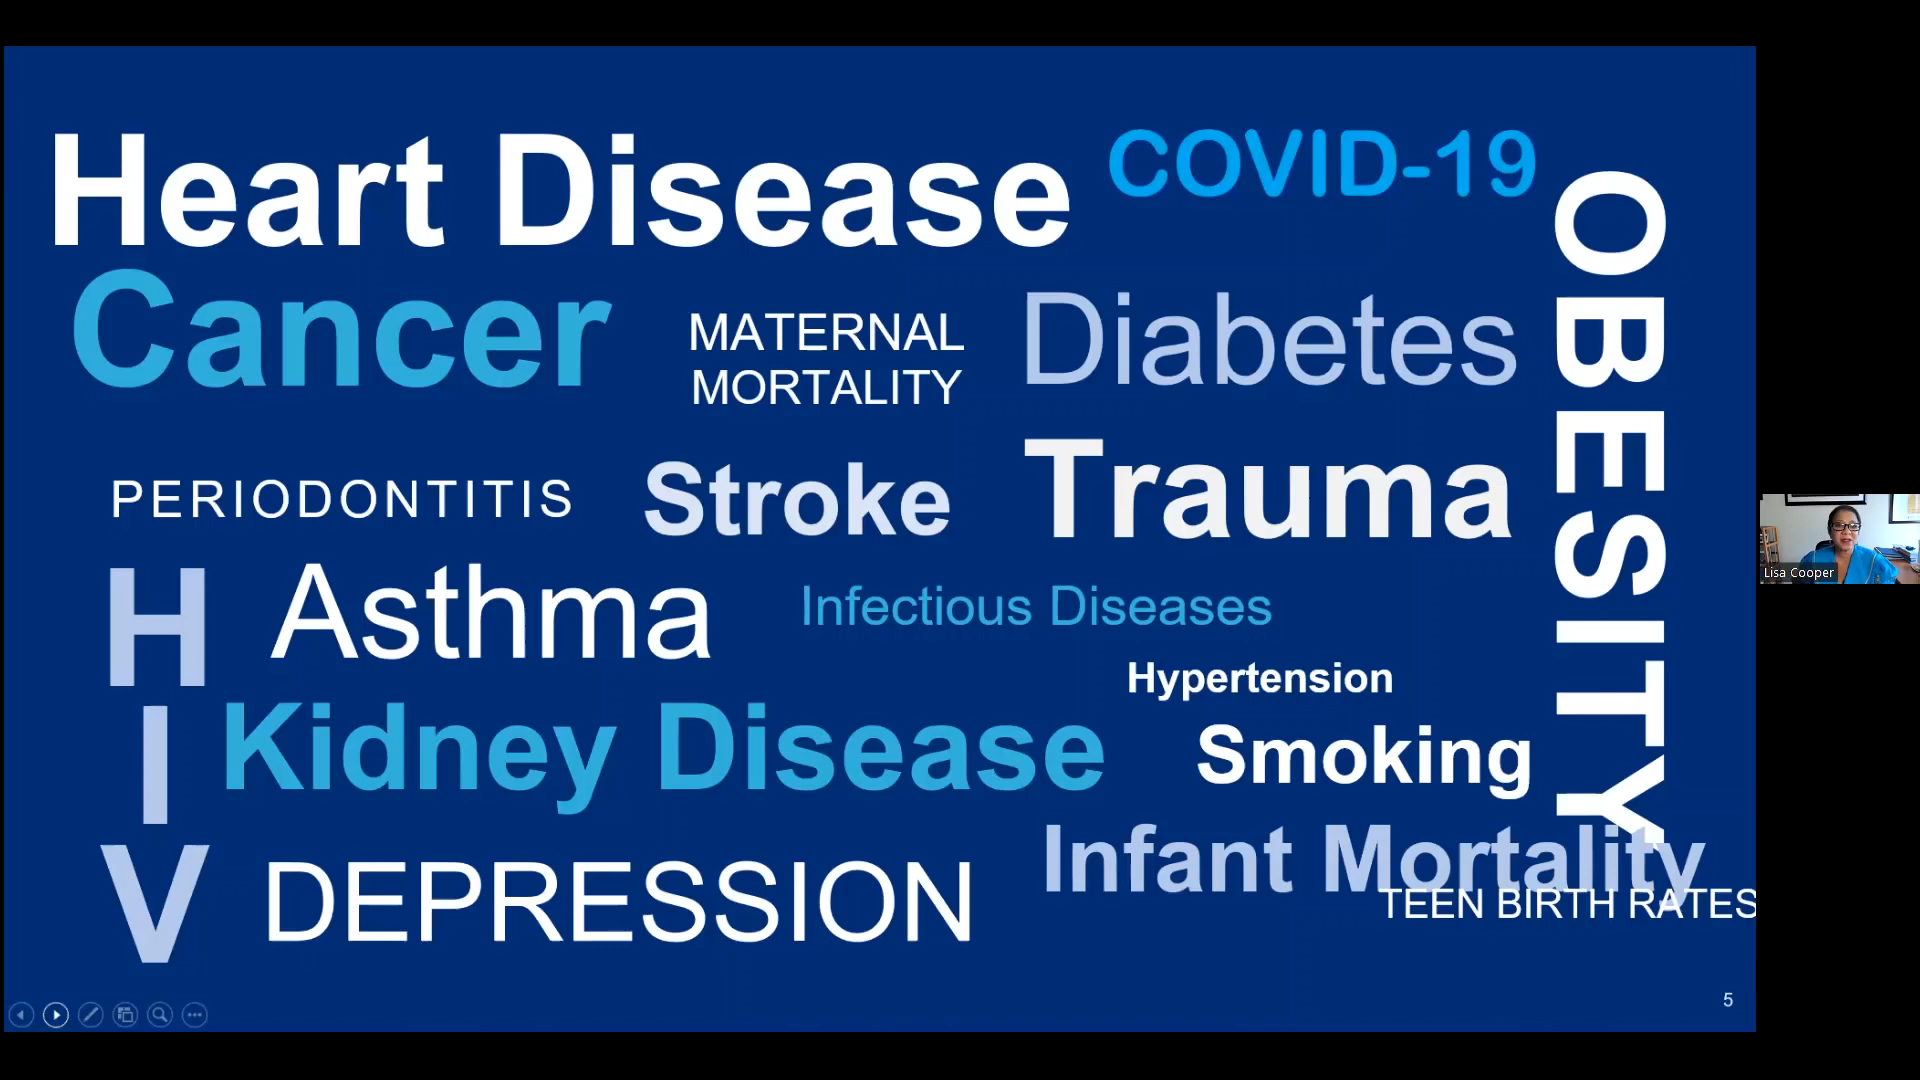 Heart Disease
COVID-19
OBESITY
Cancer
MATERNAL
MORTALITY
Diabetes
PERIODONTITIS
Stroke
Trauma
HIV
Asthma
Infectious Diseases
Hypertension
Kidney Disease
Smoking
Infant Mortality
DEPRESSION
TEEN BIRTH RATES
5
Lisa Cooper